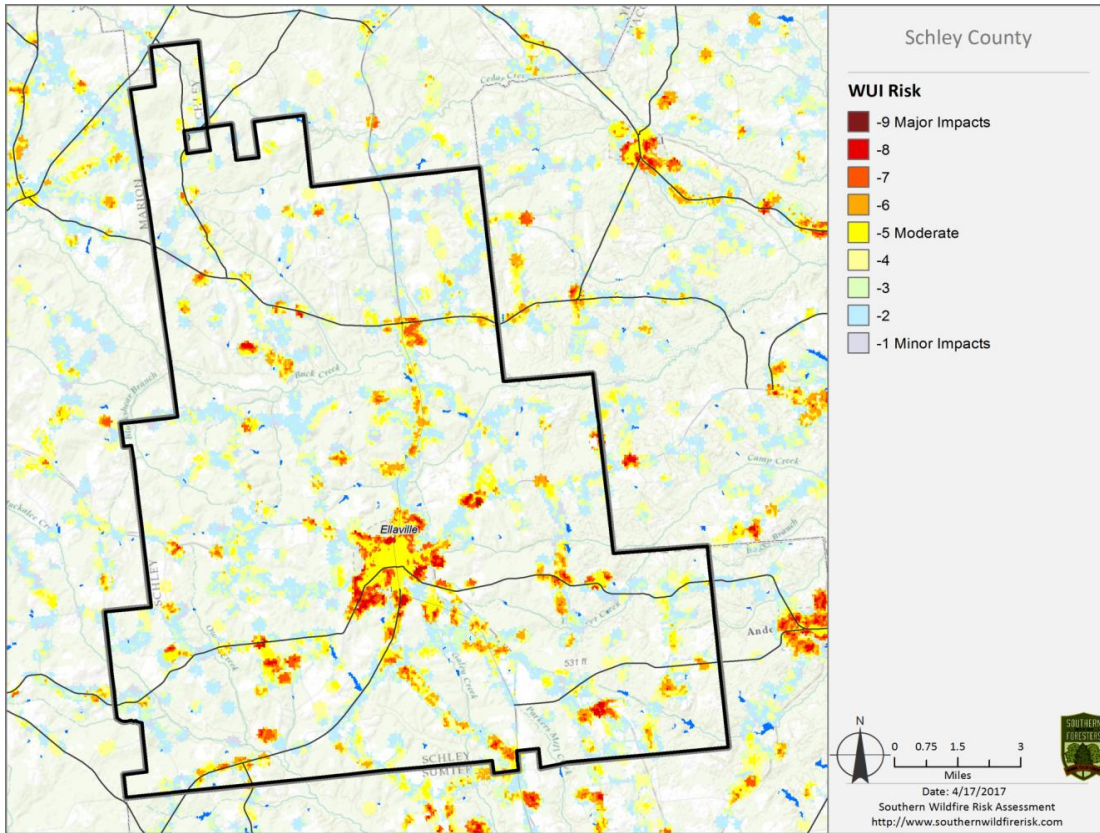 Schley County
WUI Risk
-9 Major Impacts
-8
-7
-6
-5 Moderate
-4
-3
-2
-1 Minor Impacts
Cedar Creek
MARION
Buck Creek
Camp Creek
Ellaville
SCHLEY
531 ft
SCHLEY
SUMTER
N
0 0.75 1.5 3
Miles
SOUTHERN
FORESTERS
Date: 4/17/2017
Southern Wildfire Risk Assessment
http://www.southernwildfirerisk.com